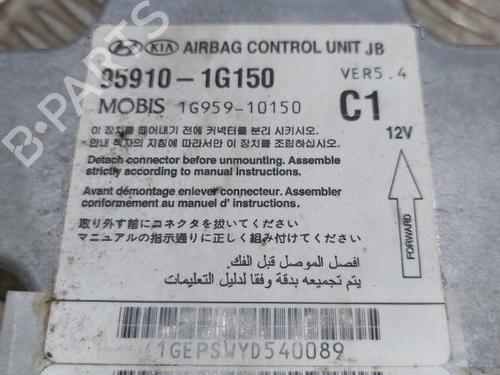 HYUNDAI KIA AIRBAG CONTROL UNIT JB
95910-1G150 VER5.4
MOBIS 1G959-10150 C1
이 장치를 떼어내기 전에 커넥터를 분리 시키시오. 12V
안내 책자의 지침에 따라서만 이 장치를 조립하십시오.
Detach connector before unmounting. Assemble
strictly according to manual instructions.
Avant démontage enlever connecteur. Assembler
conformément au manuel d' instructions.
取り外す前にコネクタを抜いてください
マニュアルの指示通りに正しく組み付けてください
FORWARD
افصل الموصل قبل الفك.
يتم تجميعه بدقة وفقا لدليل التعليمات
1GEPSWYD540089
B-PARTS